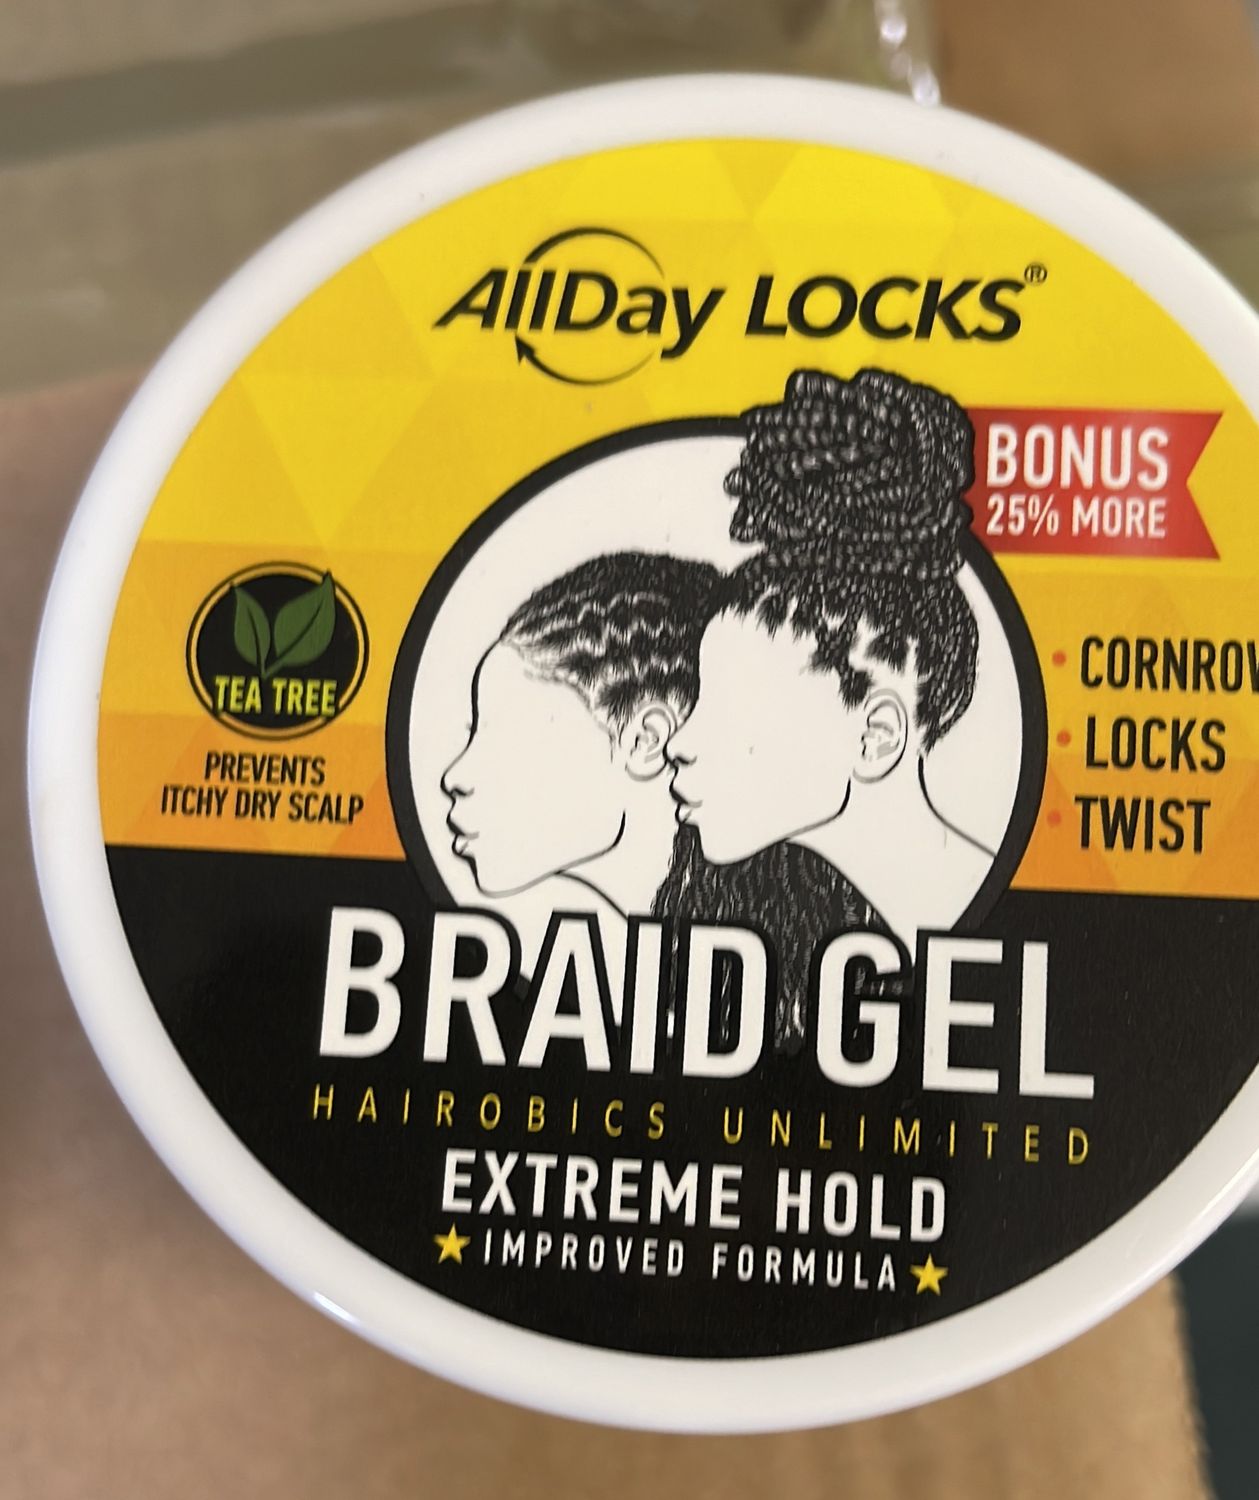 AllDay LOCKS®
BONUS
25% MORE
TEA TREE
PREVENTS
ITCHY DRY SCALP
• CORNROW
• LOCKS
• TWIST
BRAID GEL
HAIROBICS UNLIMITED
EXTREME HOLD
IMPROVED FORMULA